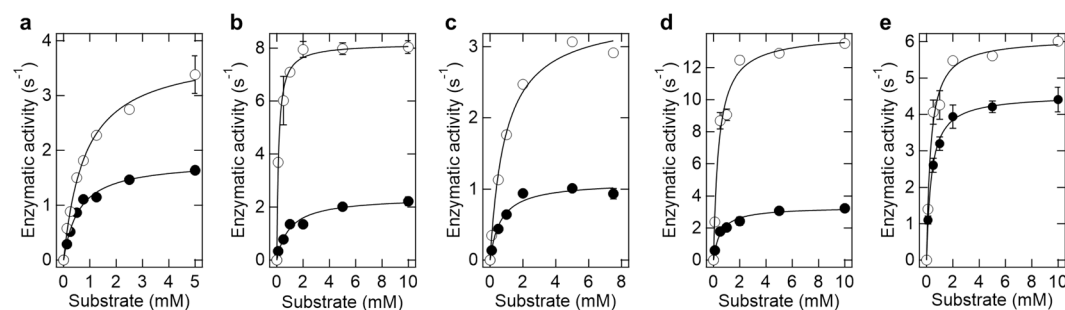 a b c d e
Enzymatic activity (s⁻¹)
4
3
2
1
0
0 1 2 3 4 5
Substrate (mM)
Enzymatic activity (s⁻¹)
8
6
4
2
0
0 2 4 6 8 10
Substrate (mM)
Enzymatic activity (s⁻¹)
3
2
1
0
0 2 4 6 8
Substrate (mM)
Enzymatic activity (s⁻¹)
12
8
4
0
0 2 4 6 8 10
Substrate (mM)
Enzymatic activity (s⁻¹)
6
5
4
3
2
1
0
0 2 4 6 8 10
Substrate (mM)